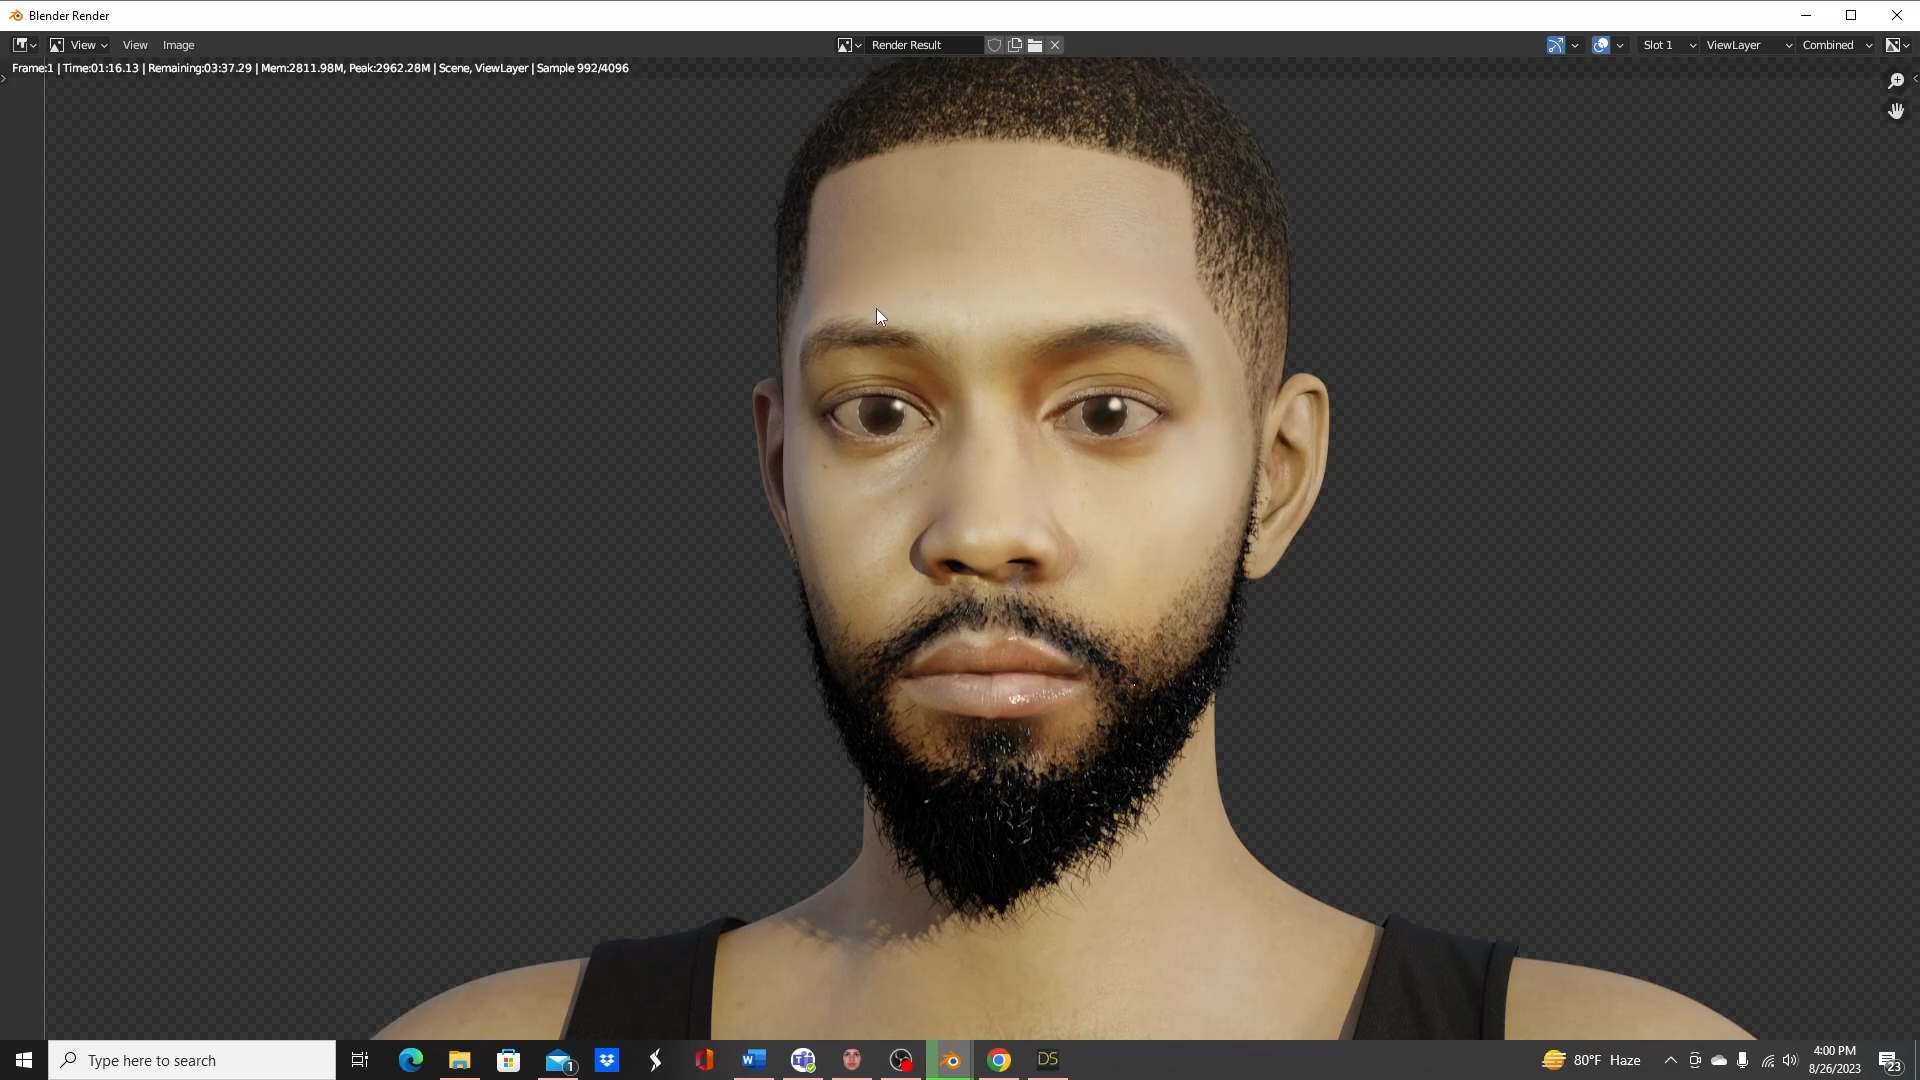 Blender Render
View
View
Image
Render Result
Slot 1
ViewLayer
Combined
Frame:1 | Time:01:16.13 | Remaining:03:37.29 | Mem:2811.98M, Peak:2962.28M | Scene, ViewLayer | Sample 992/4096
Type here to search
1
W
DS
80°F Haze
4:00 PM
8/26/2023
23